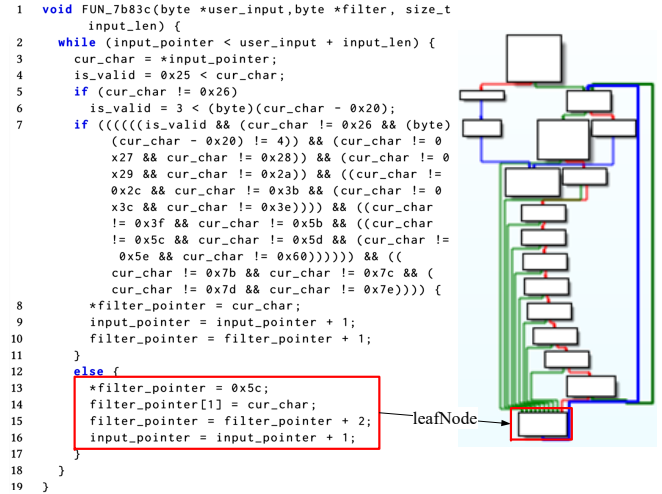 1 void FUN_7b83c(byte *user_input,byte *filter, size_t
input_len) {
2 while (input_pointer < user_input + input_len) {
3 cur_char = *input_pointer;
4 is_valid = 0x25 < cur_char;
5 if (cur_char != 0x26)
6 is_valid = 3 < (byte)(cur_char - 0x20);
7 if ((((((is_valid && (cur_char != 0x26 && (byte)
(cur_char - 0x20) != 4)) && (cur_char != 0
x27 && cur_char != 0x28)) && (cur_char != 0
x29 && cur_char != 0x2a)) && ((cur_char !=
0x2c && cur_char != 0x3b && (cur_char != 0
x3c && cur_char != 0x3e)))) && ((cur_char
!= 0x3f && cur_char != 0x5b && ((cur_char
!= 0x5c && cur_char != 0x5d && (cur_char !=
0x5e && cur_char != 0x60)))))) && ((
cur_char != 0x7b && cur_char != 0x7c && (
cur_char != 0x7d && cur_char != 0x7e)))) {
8 *filter_pointer = cur_char;
9 input_pointer = input_pointer + 1;
10 filter_pointer = filter_pointer + 1;
11 }
12 else {
13 *filter_pointer = 0x5c;
14 filter_pointer[1] = cur_char;
15 filter_pointer = filter_pointer + 2;
16 input_pointer = input_pointer + 1;
17 }
18 }
19 }
leafNode